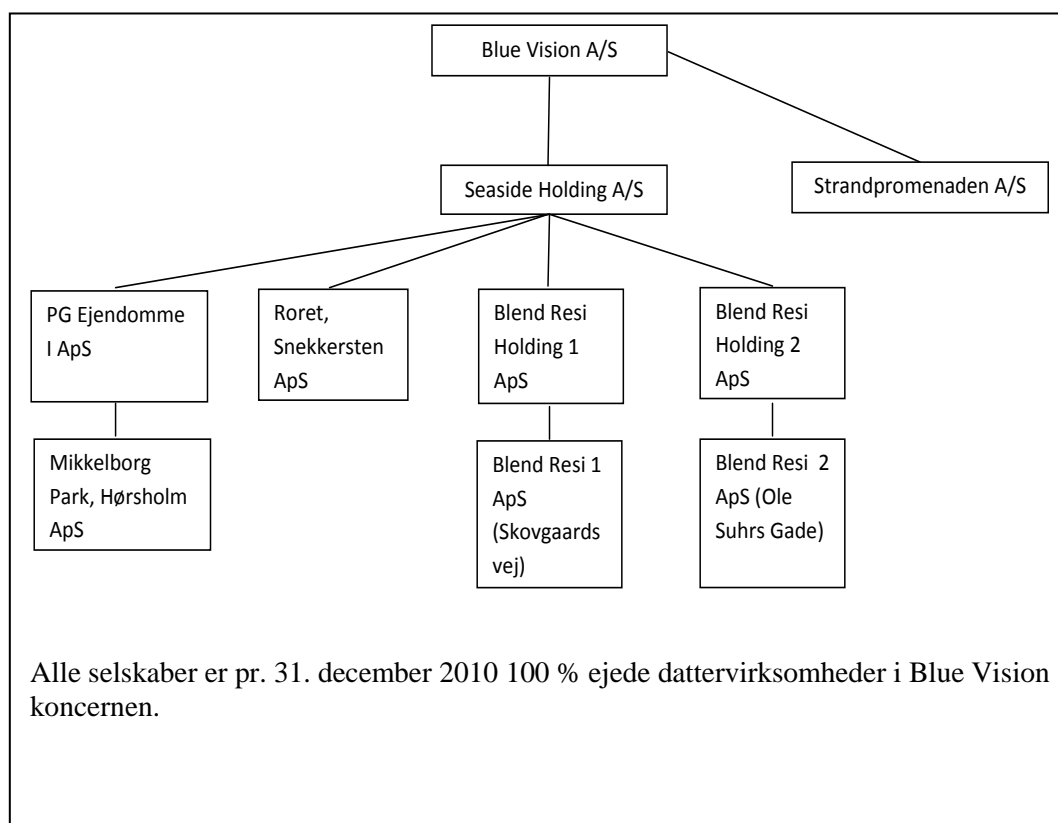 Blue Vision A/S
Seaside Holding A/S
Strandpromenaden A/S
PG Ejendomme
I ApS
Roret,
Snekkersten
ApS
Blend Resi
Holding 1
ApS
Blend Resi
Holding 2
ApS
Mikkelborg
Park, Hørsholm
ApS
Blend Resi 1
ApS
(Skovgaards
vej)
Blend Resi 2
ApS (Ole
Suhrs Gade)
Alle selskaber er pr. 31. december 2010 100 % ejede dattervirksomheder i Blue Vision
koncernen.